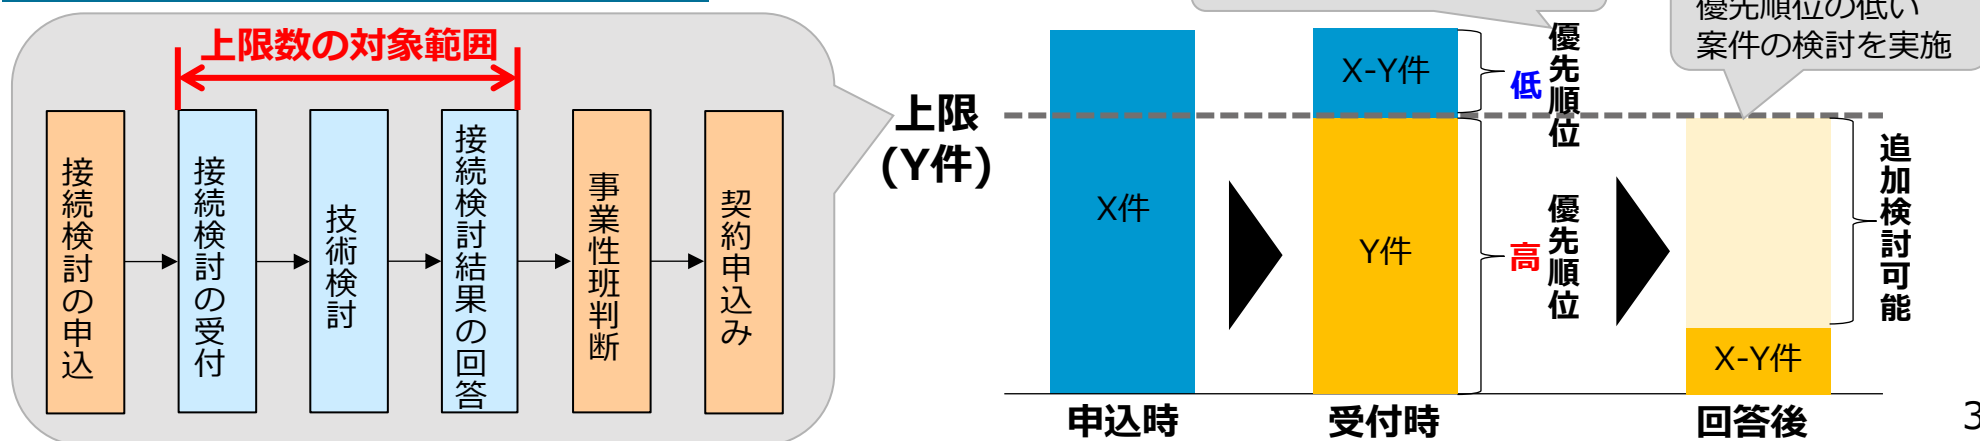 上限数の対象範囲
接続検討の申込
接続検討の受付
技術検討
接続検討結果の回答
事業性班判断
契約申込み
上限
(Y件)
X件
申込時
X-Y件
Y件
受付時
低
優先順位
高
優先順位
優先順位の低い
案件の検討を実施
X-Y件
追加検討可能
回答後
3